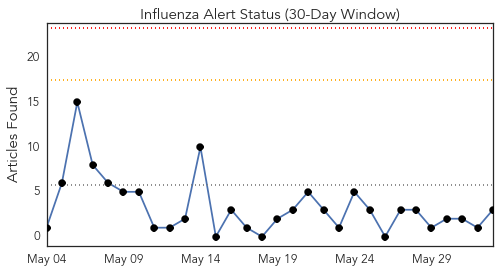 Influenza Alert Status (30-Day Window)
Articles Found
20
15
10
5
0
May 04
May 09
May 14
May 19
May 24
May 29